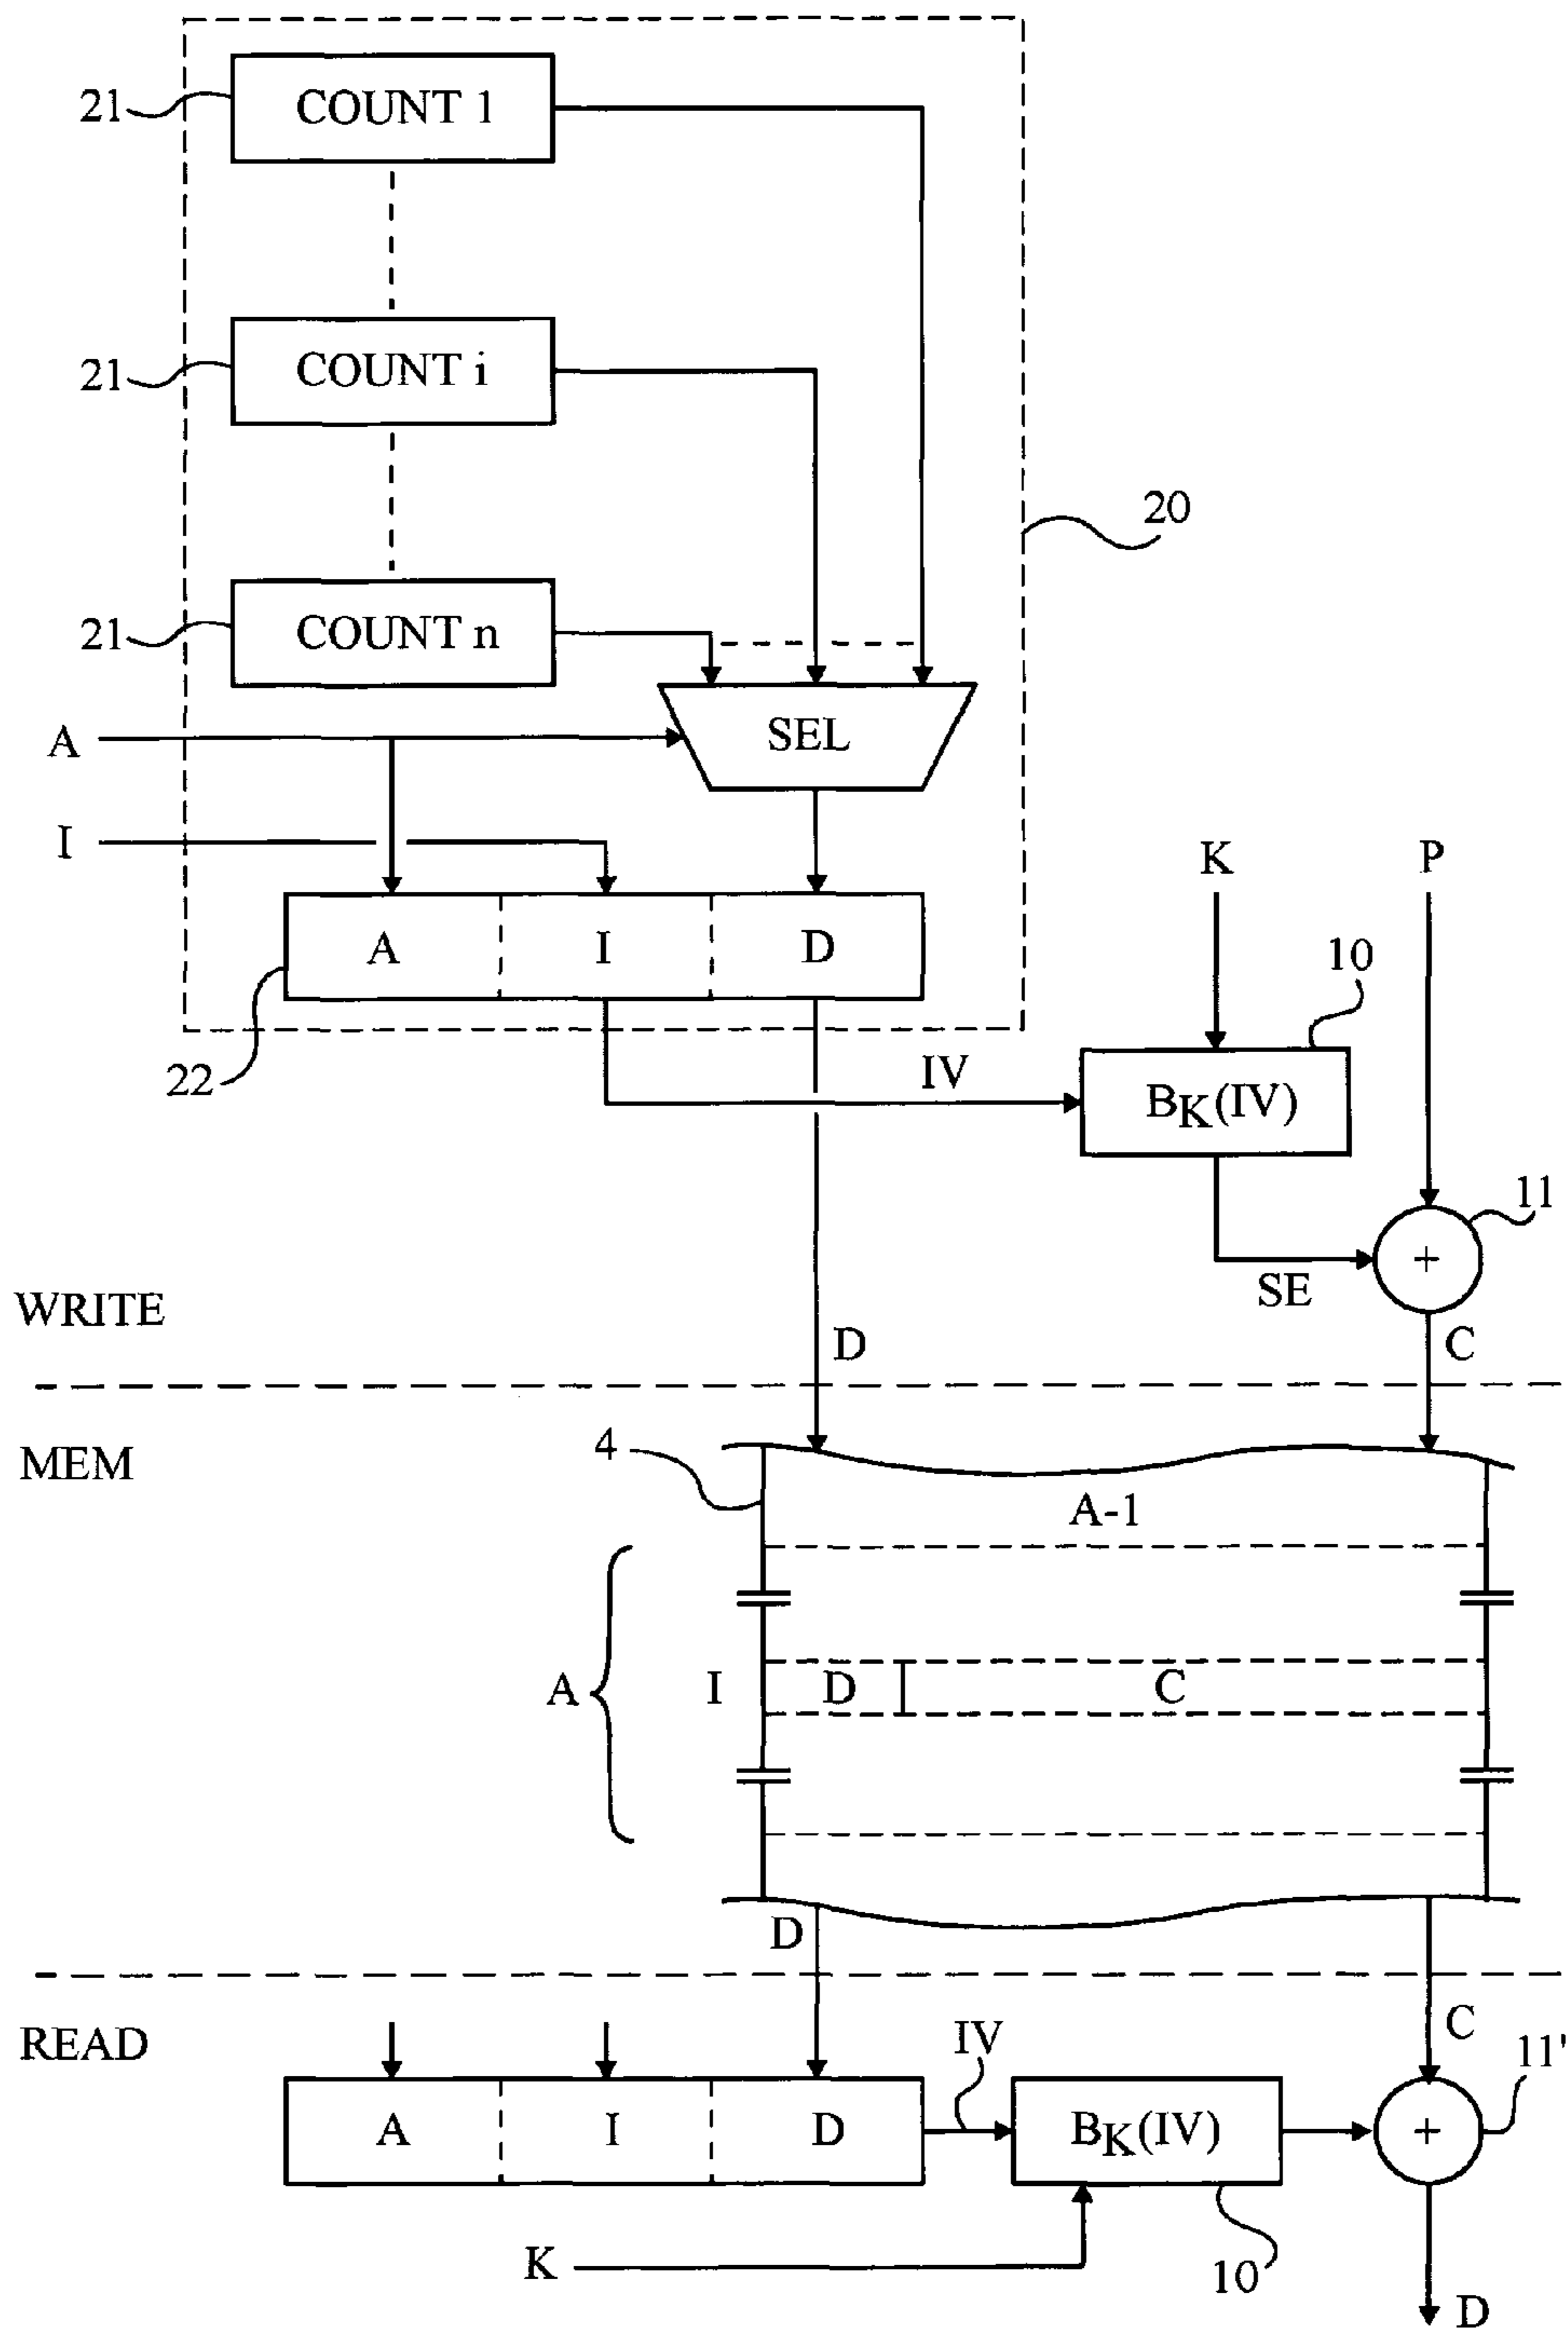 21
COUNT 1
21
COUNT i
20
21
COUNT n
A
SEL
I
K
P
A
I
D
10
22
IV
BK(IV)
11
SE
WRITE
D
C
MEM
4
A-1
A
I
D
C
D
READ
C
IV
11'
A
I
D
BK(IV)
K
10
D